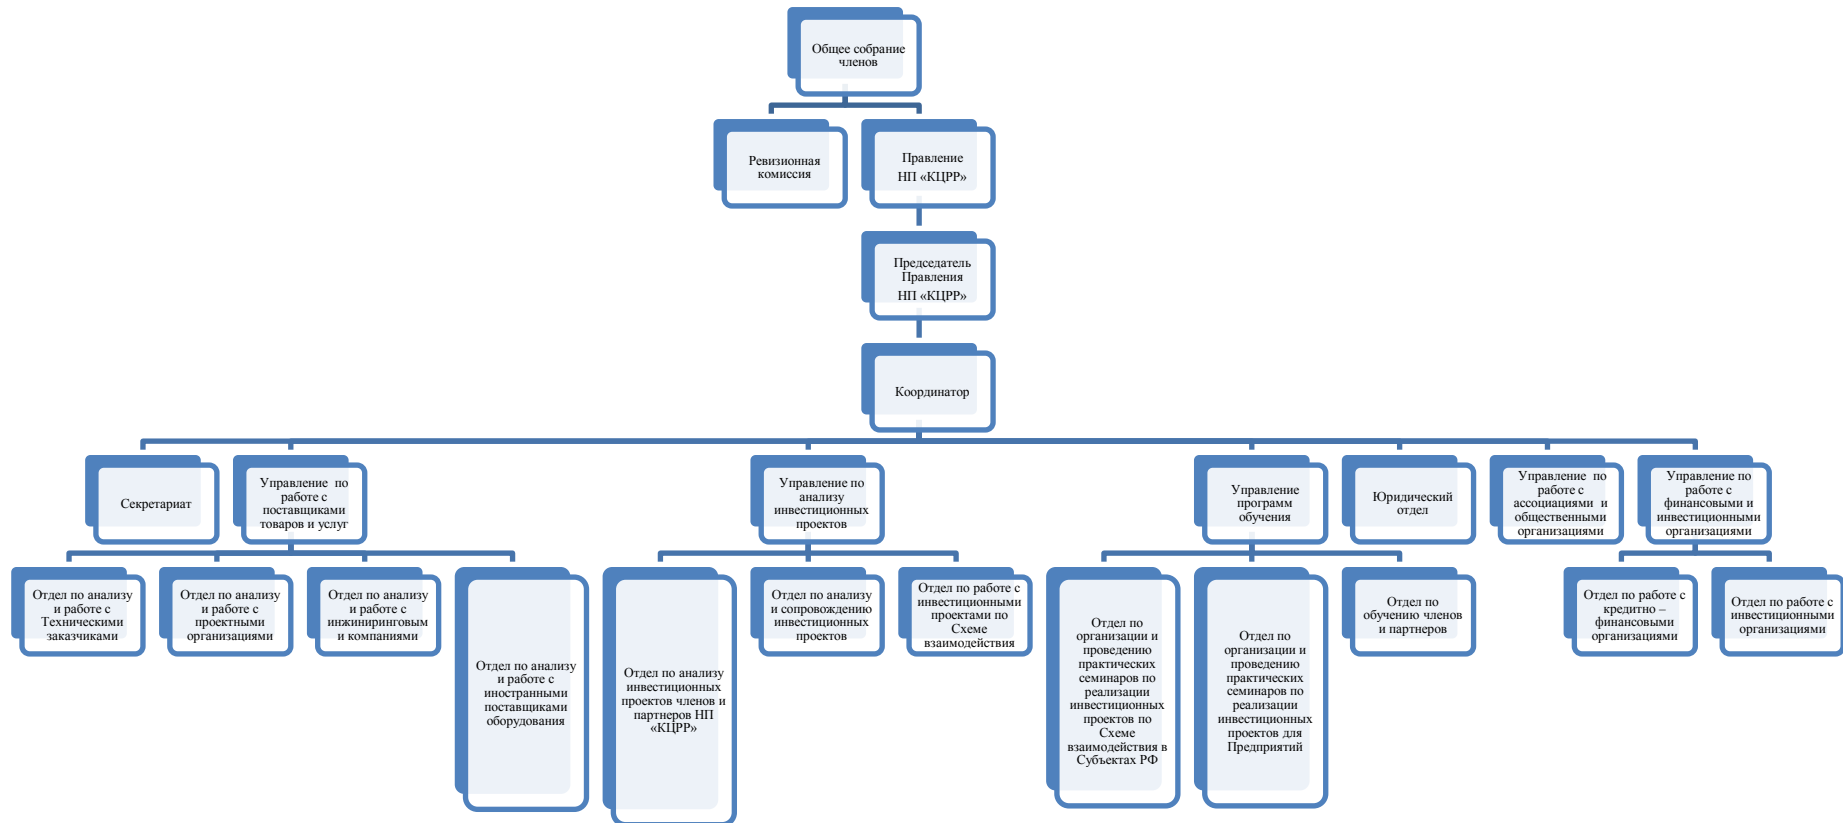 Общее собрание
членов
Ревизионная
комиссия
Правление
НП «КЦРР»
Председатель
Правления
НП «КЦРР»
Координатор
Секретариат
Управление по
работе с
поставщиками
товаров и услуг
Управление по
анализу
инвестиционных
проектов
Управление
программ
обучения
Юридический
отдел
Управление по
работе с
ассоциациями и
общественными
организациями
Управление по
работе с
финансовыми и
инвестиционными
организациями
Отдел по анализу
и работе с
Техническими
заказчиками
Отдел по анализу
и работе с
проектными
организациями
Отдел по анализу
и работе с
инжиниринговым
и компаниями
Отдел по анализу
и работе с
иностранными
поставщиками
оборудования
Отдел по анализу
инвестиционных
проектов членов и
партнеров НП
«КЦРР»
Отдел по анализу
и сопровождению
инвестиционных
проектов
Отдел по работе с
инвестиционными
проектами по
Схеме
взаимодействия
Отдел по
организации и
проведению
практических
семинаров по
реализации
инвестиционных
проектов по
Схеме
взаимодействия в
Субъектах РФ
Отдел по
организации и
проведению
практических
семинаров по
реализации
инвестиционных
проектов для
Предприятий
Отдел по
обучению членов
и партнеров
Отдел по работе с
кредитно –
финансовыми
организациями
Отдел по работе с
инвестиционными
организациями